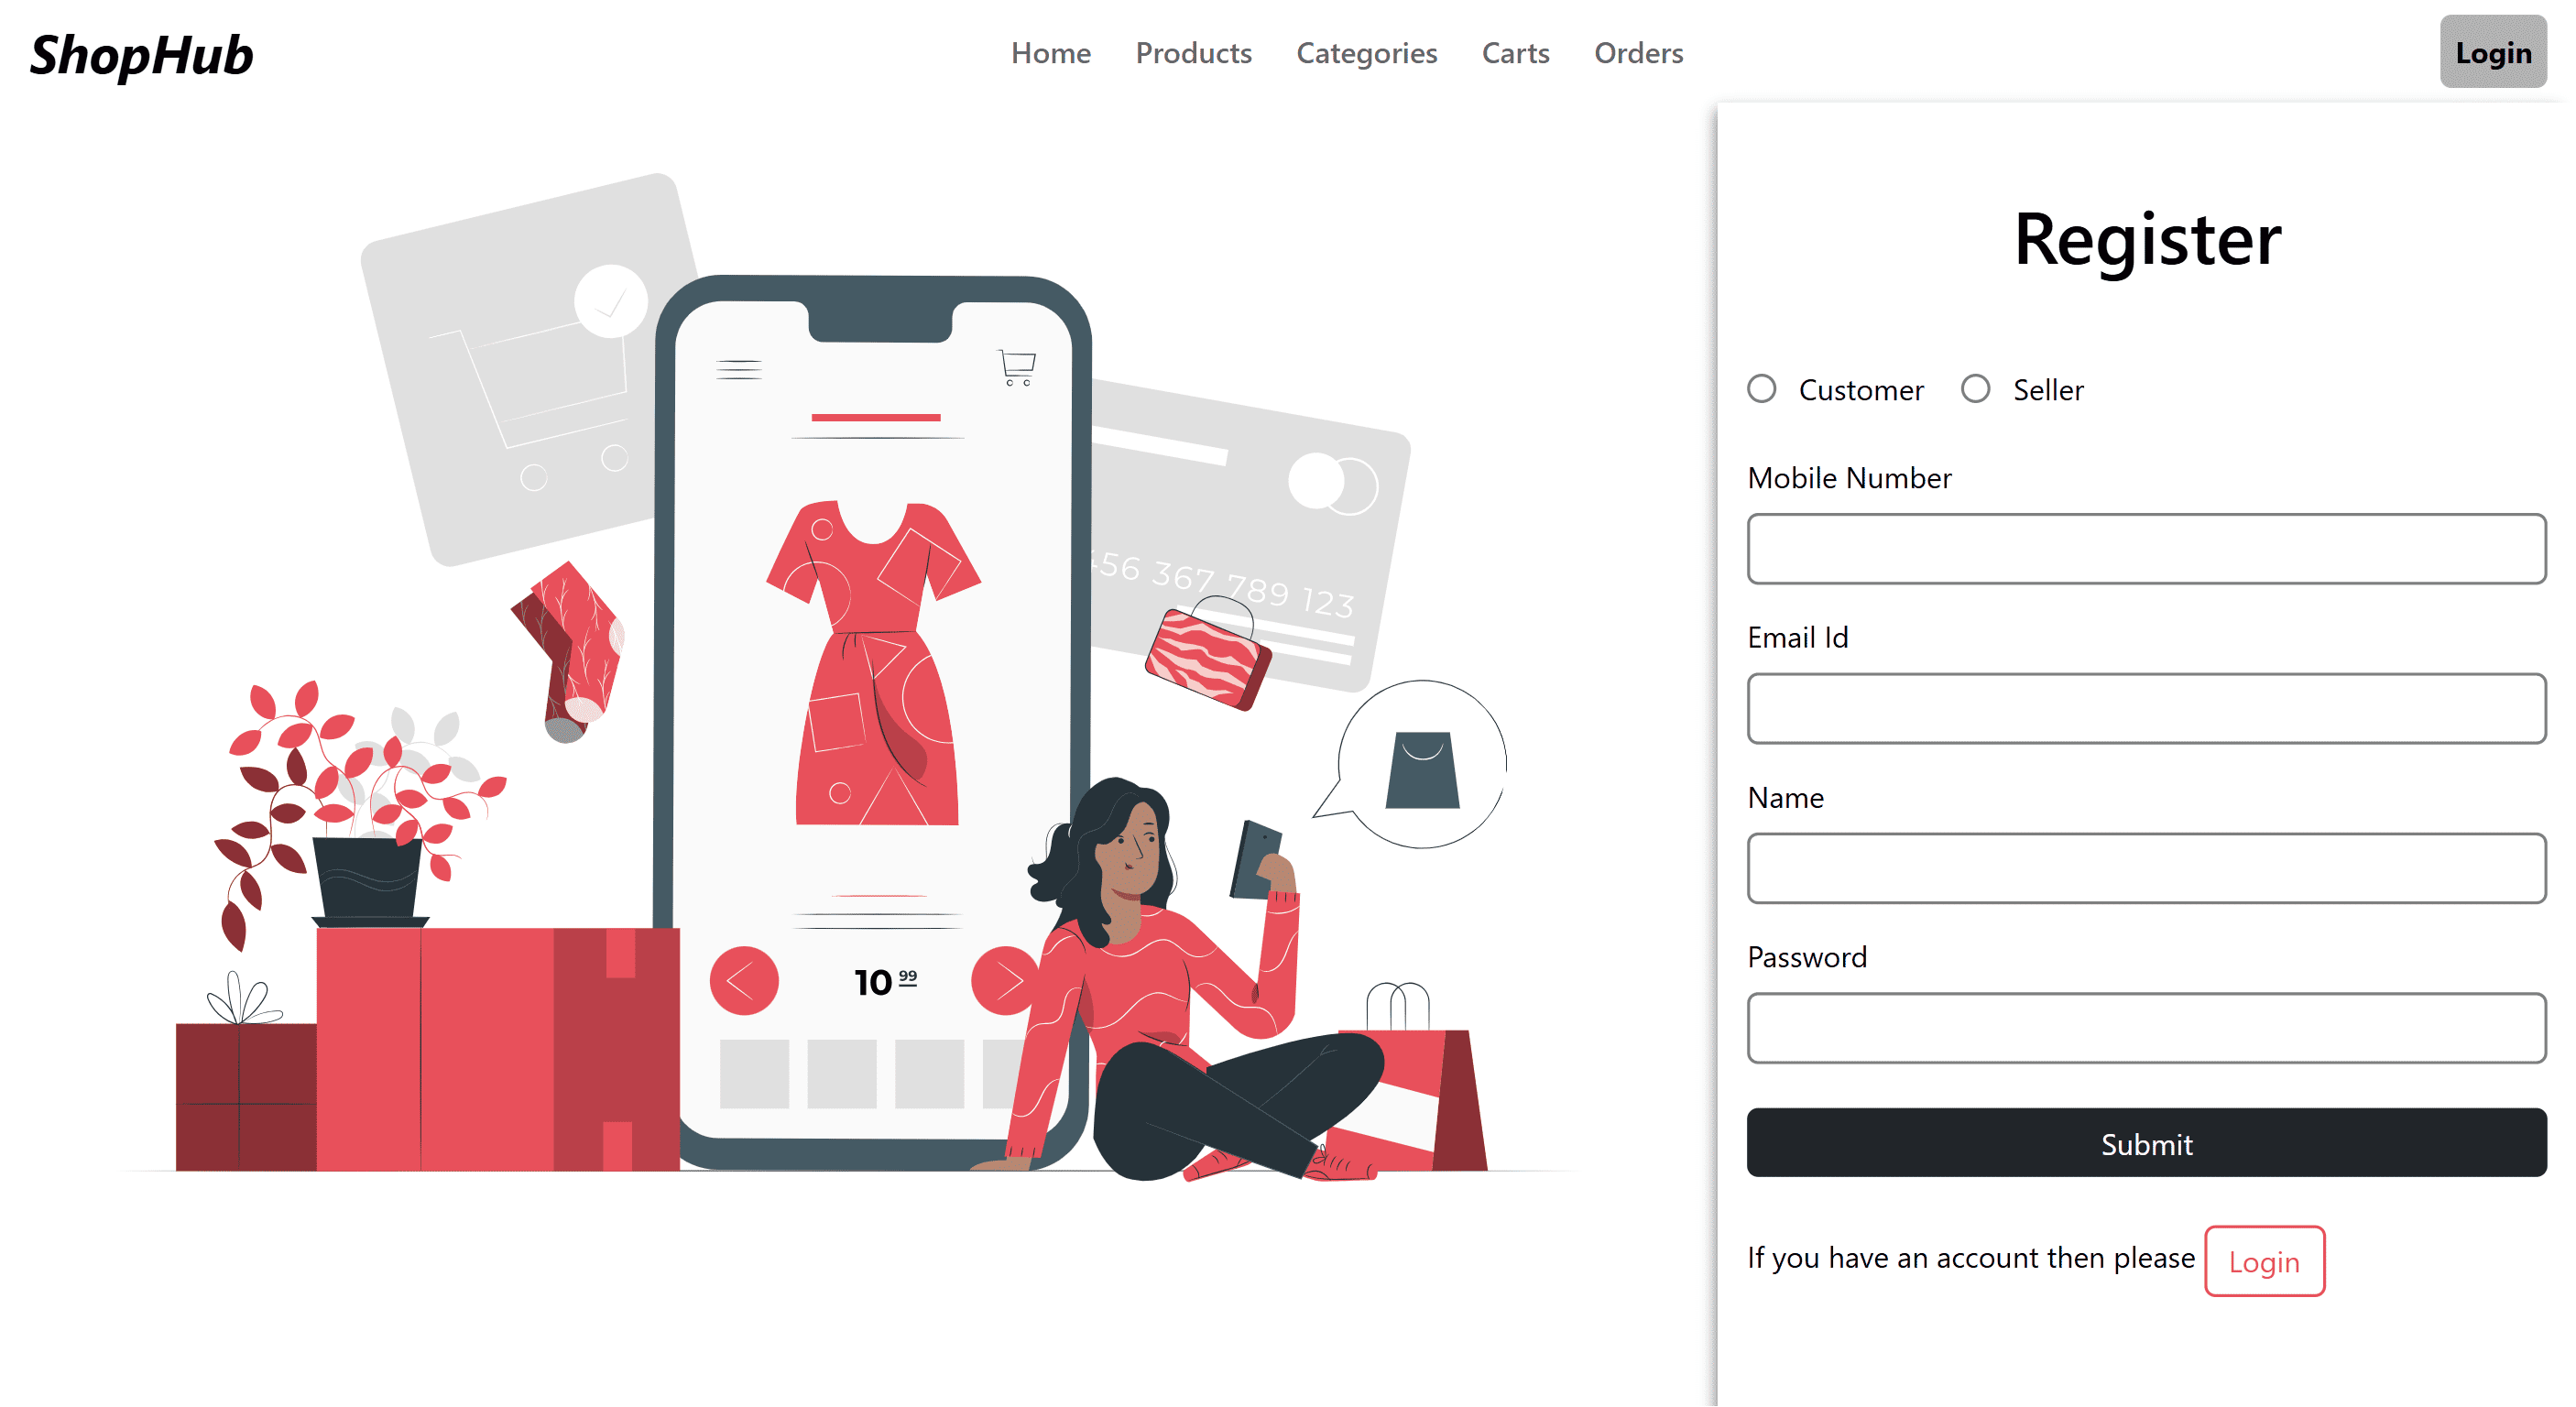 ShopHub
Home Products Categories Carts Orders
Login
456 367 789 123
10 99
Register
Customer Seller
Mobile Number
Email Id
Name
Password
Submit
If you have an account then please Login